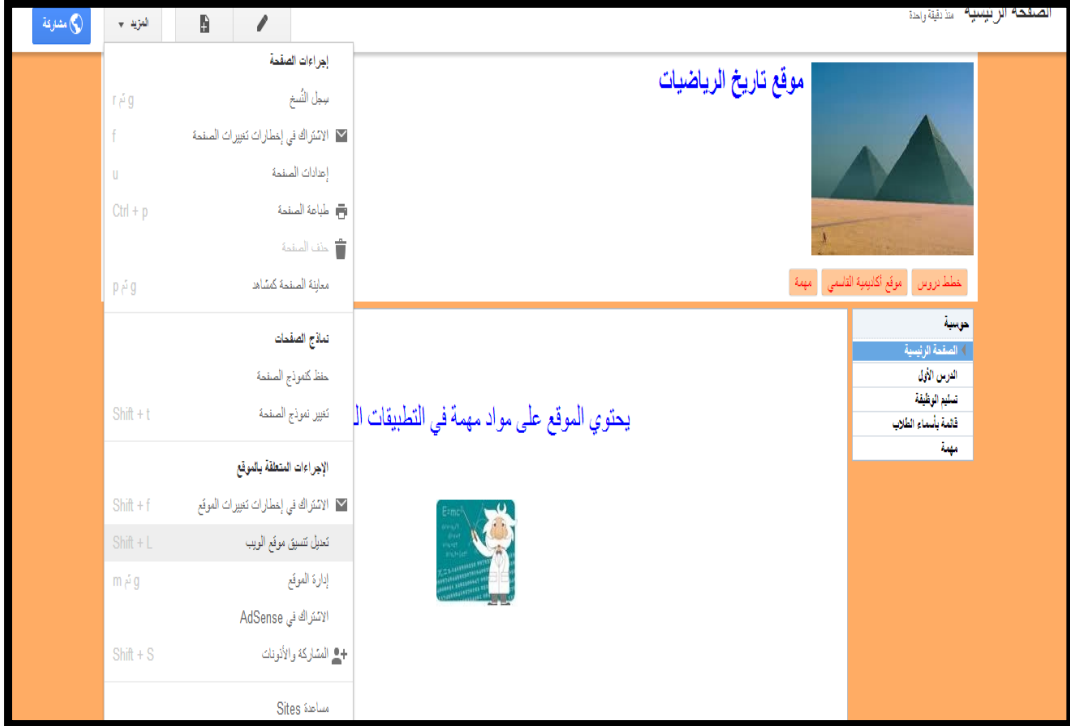 الصفحة الرئيسية منذ دقيقة واحدة
المزيد
مشاركة
موقع تاريخ الرياضيات
خطط دروس
موقع أكاديمية القاسمي
مهمة
حوسبة
الصفحة الرئيسية
الدرس الأول
تسليم الوظيفة
قائمة بأسماء الطلاب
مهمة
يحتوي الموقع على مواد مهمة في التطبيقات
E=mc²
إجراءات الصفحة
سجل النُسخ g ثم r
الاشتراك في إخطارات تغييرات الصفحة f
إعدادات الصفحة u
طباعة الصفحة Ctrl + p
حذف الصفحة
معاينة الصفحة كمشاهد g ثم p
نماذج الصفحات
حفظ كنموذج الصفحة
تغيير نموذج الصفحة Shift + t
الإجراءات المتعلقة بالموقع
الاشتراك في إخطارات تغييرات الموقع Shift + f
تعديل تنسيق موقع الويب Shift + L
إدارة الموقع g ثم m
الاشتراك في AdSense
المشاركة والأذونات Shift + S
مساعدة Sites